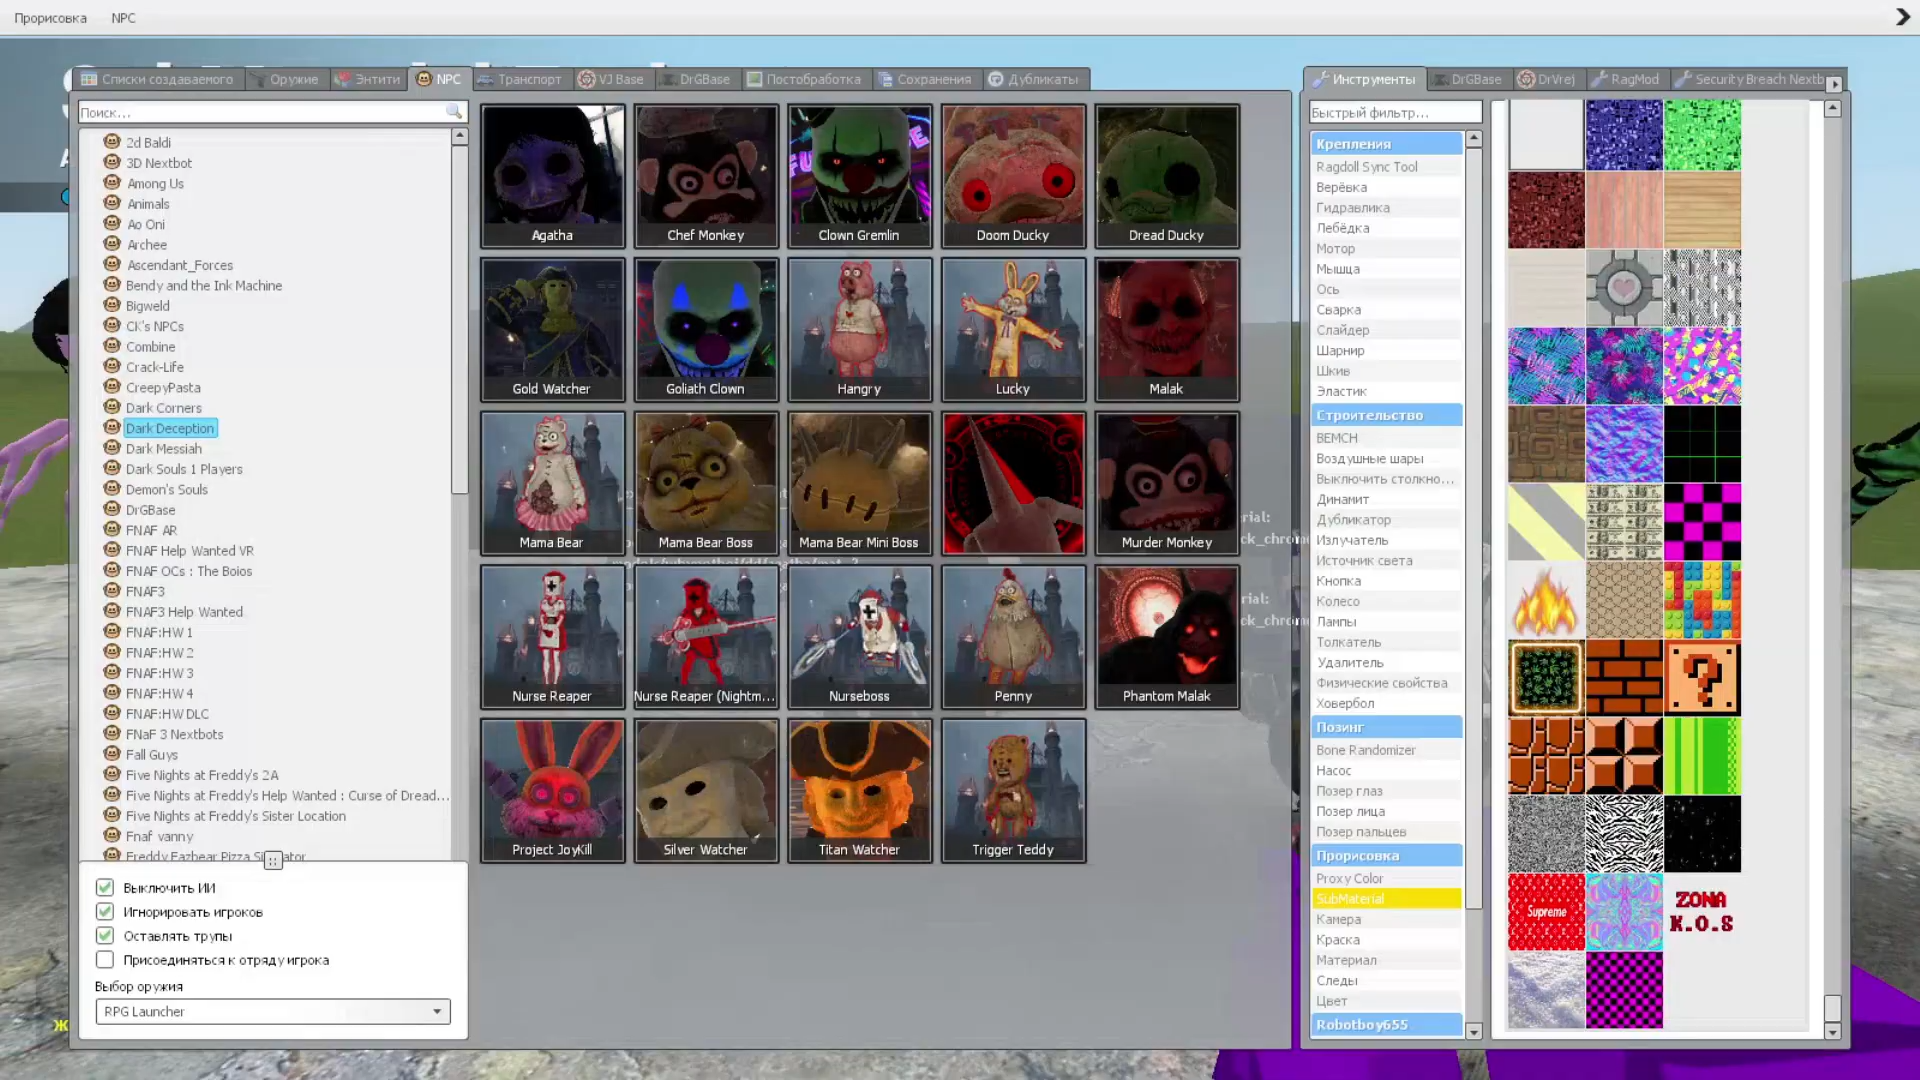 Прорисовка NPC
Списки создаваемого Оружие Энтити NPC Транспорт VJ Base DrGBase Постобработка Сохранения Дубликаты
Поиск...
2d Baldi
3D Nextbot
Among Us
Animals
Ao Oni
Archee
Ascendant_Forces
Bendy and the Ink Machine
Bigweld
CK's NPCs
Combine
Crack-Life
CreepyPasta
Dark Corners
Dark Deception
Dark Messiah
Dark Souls 1 Players
Demon's Souls
DrGBase
FNAF AR
FNAF Help Wanted VR
FNAF OCs : The Boios
FNAF3
FNAF3 Help Wanted
FNAF:HW 1
FNAF:HW 2
FNAF:HW 3
FNAF:HW 4
FNAF:HW DLC
FNaF 3 Nextbots
Fall Guys
Five Nights at Freddy's 2A
Five Nights at Freddy's Help Wanted : Curse of Dread...
Five Nights at Freddy's Sister Location
Fnaf vanny
Freddy Fazbear Pizza
Выключить ИИ
Игнорировать игроков
Оставлять трупы
Присоединяться к отряду игрока
Выбор оружия
RPG Launcher
Agatha Chef Monkey Clown Gremlin Doom Ducky Dread Ducky
Gold Watcher Goliath Clown Hangry Lucky Malak
Mama Bear Mama Bear Boss Mama Bear Mini Boss Murder Monkey
Nurse Reaper Nurse Reaper (Nightm... Nurseboss Penny Phantom Malak
Project JoyKill Silver Watcher Titan Watcher Trigger Teddy
Инструменты DrGBase DrVrej RagMod Security Breach Nextb
Быстрый фильтр...
Крепления
Ragdoll Sync Tool
Верёвка
Гидравлика
Лебёдка
Мотор
Мышца
Ось
Сварка
Слайдер
Шарнир
Шкив
Эластик
Строительство
BEMCH
Воздушные шары
Выключить столкно...
Динамит
Дубликатор
Излучатель
Источник света
Кнопка
Колесо
Лампы
Толкатель
Удалитель
Физические свойства
Ховербол
Позинг
Bone Randomizer
Насос
Позер глаз
Позер лица
Позер пальцев
Прорисовка
Proxy Color
SubMaterial
Камера
Краска
Материал
Следы
Цвет
Robotboy655
Supreme
ZONA
K.O.S